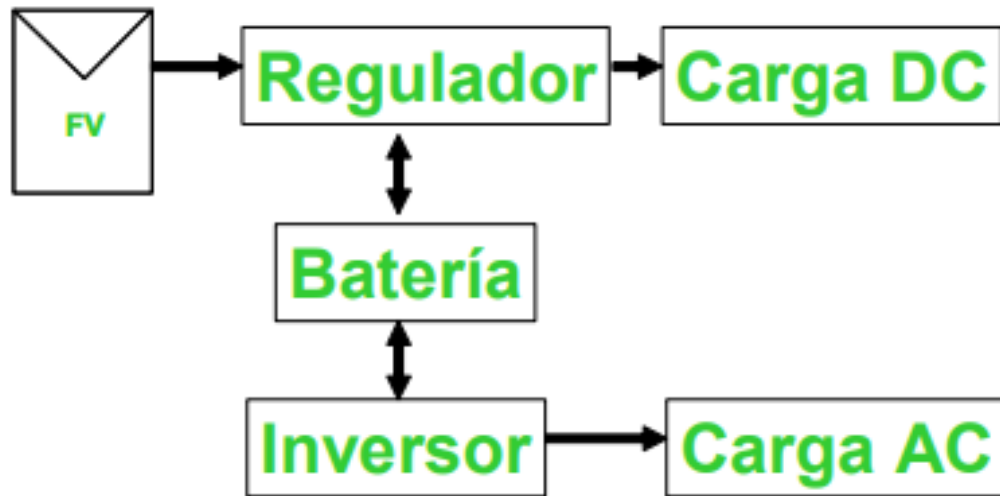 FV
Regulador
Carga DC
Batería
Inversor
Carga AC